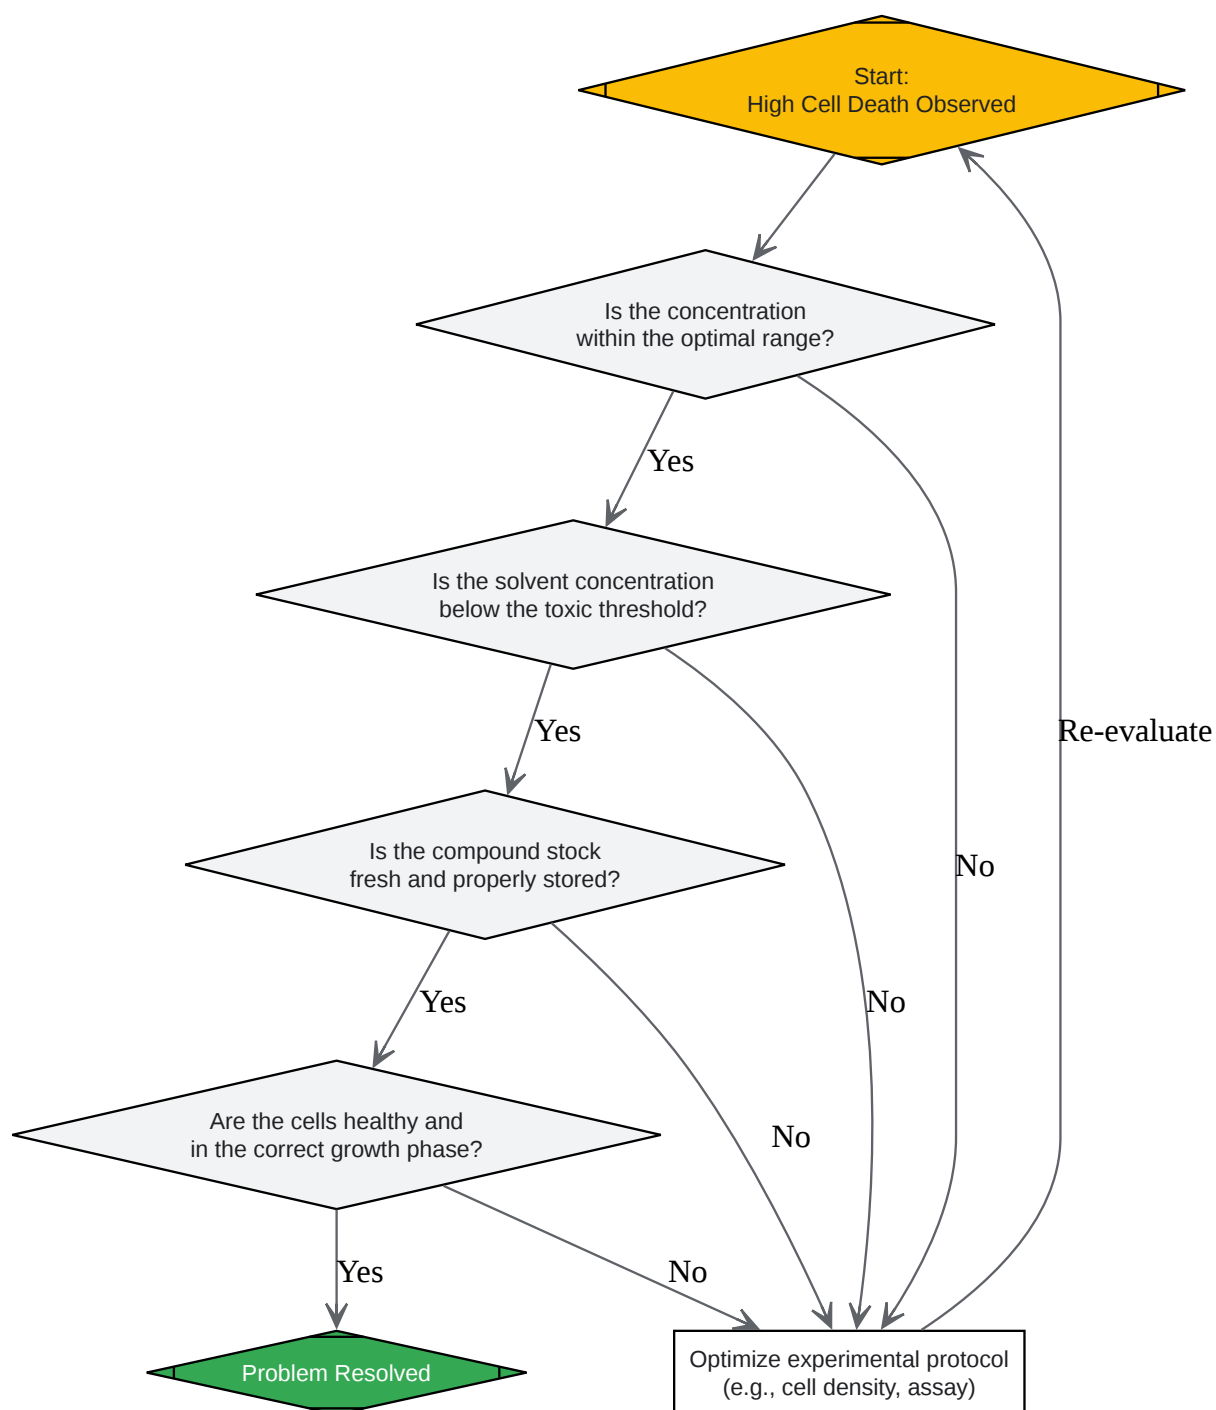 Start:
High Cell Death Observed
Is the concentration
within the optimal range?
Yes
Is the solvent concentration
below the toxic threshold?
Yes
Re-evaluate
Is the compound stock
fresh and properly stored?
No
Yes
No
Are the cells healthy and
in the correct growth phase?
No
Yes
No
Problem Resolved
Optimize experimental protocol
(e.g., cell density, assay)